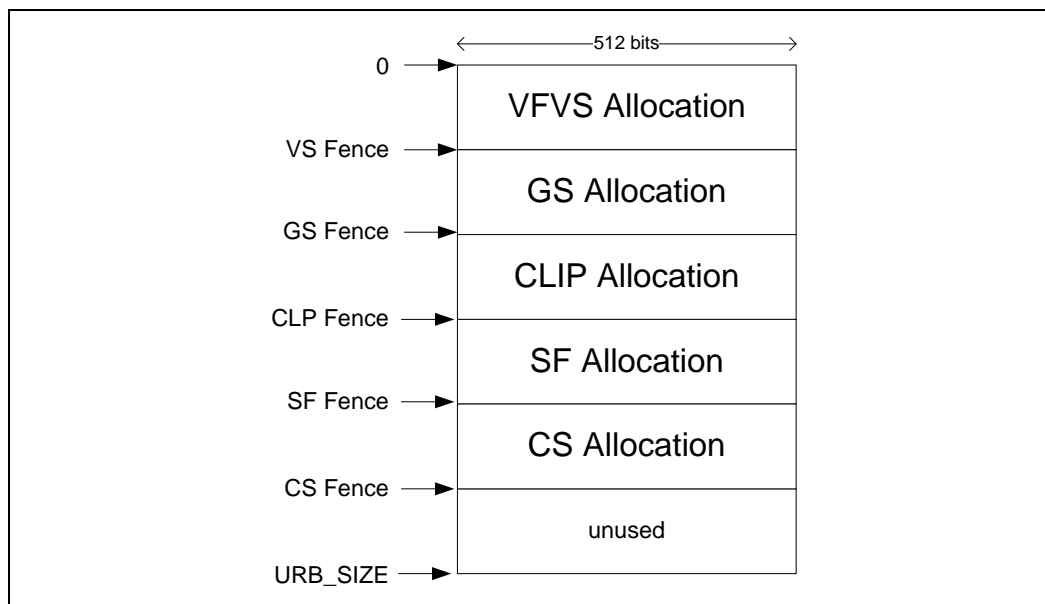 512 bits
0
VFVS Allocation
VS Fence
GS Allocation
GS Fence
CLIP Allocation
CLP Fence
SF Allocation
SF Fence
CS Allocation
CS Fence
unused
URB_SIZE